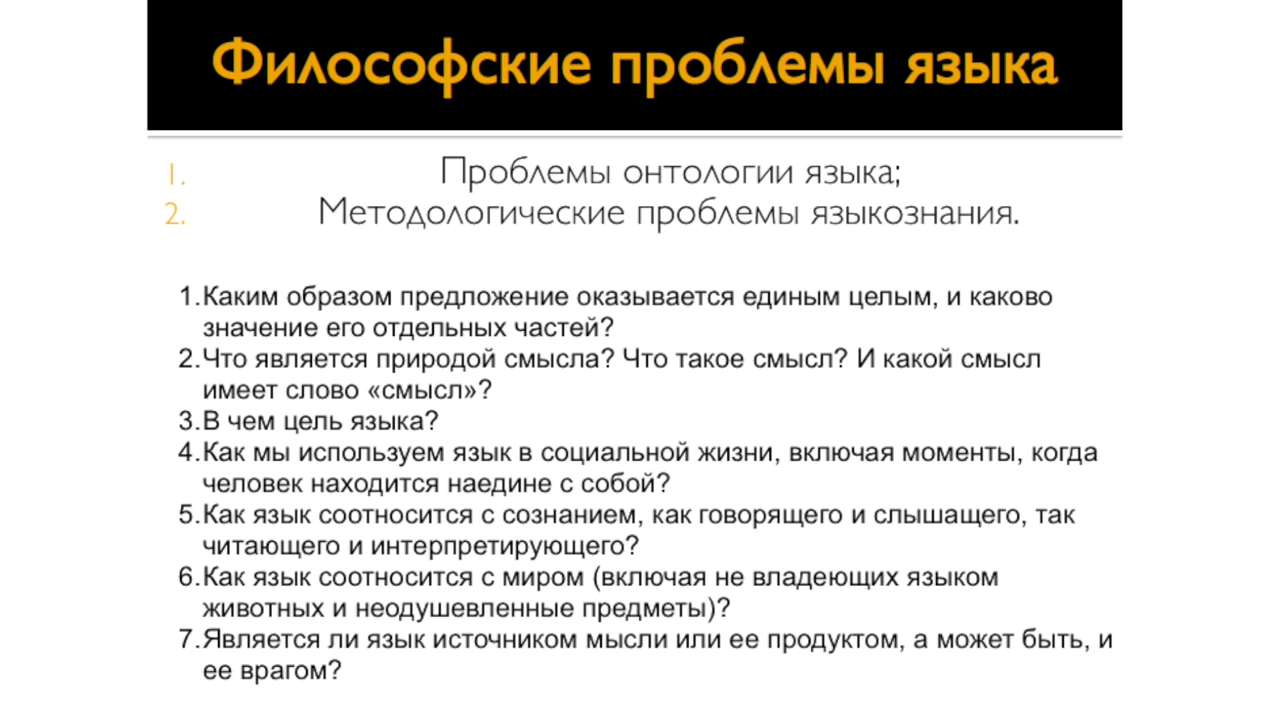 Философские проблемы языка
1. Проблемы онтологии языка;
2. Методологические проблемы языкознания.
1.Каким образом предложение оказывается единым целым, и каково
значение его отдельных частей?
2.Что является природой смысла? Что такое смысл? И какой смысл
имеет слово «смысл»?
3.В чем цель языка?
4.Как мы используем язык в социальной жизни, включая моменты, когда
человек находится наедине с собой?
5.Как язык соотносится с сознанием, как говорящего и слышащего, так
читающего и интерпретирующего?
6.Как язык соотносится с миром (включая не владеющих языком
животных и неодушевленные предметы)?
7.Является ли язык источником мысли или ее продуктом, а может быть, и
ее врагом?